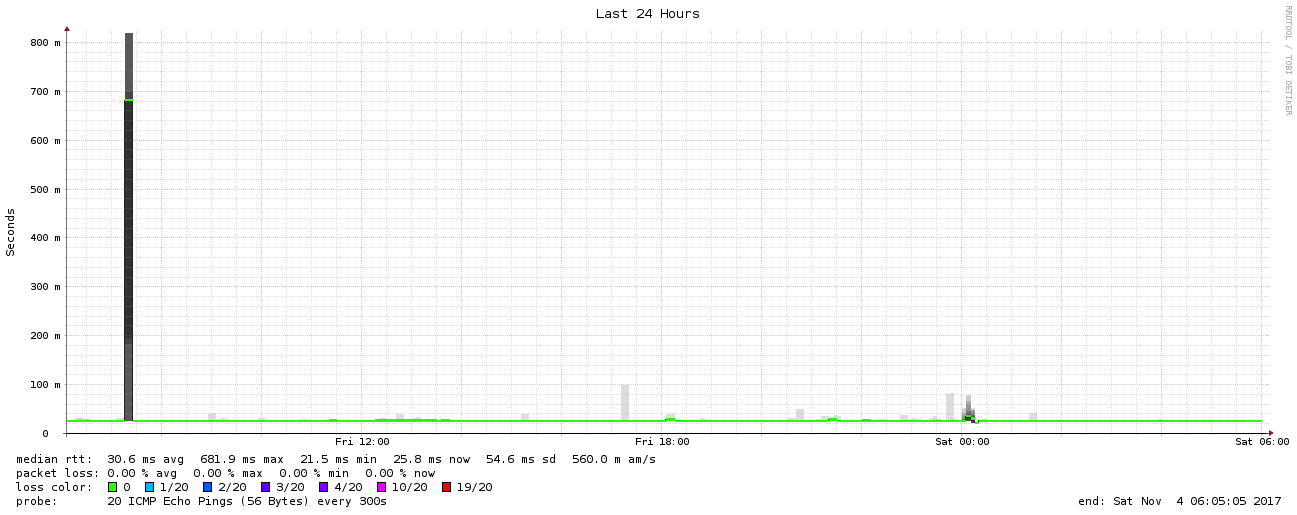 Last 24 Hours
RRDTOOL / TOBI OETIKER
Seconds
800 m
700 m
600 m
500 m
400 m
300 m
200 m
100 m
0
Fri 12:00 Fri 18:00 Sat 00:00 Sat 06:00
median rtt: 30.6 ms avg 681.9 ms max 21.5 ms min 25.8 ms now 54.6 ms sd 560.0 m am/s
packet loss: 0.00 % avg 0.00 % max 0.00 % min 0.00 % now
loss color: 0 1/20 2/20 3/20 4/20 10/20 19/20
probe: 20 ICMP Echo Pings (56 Bytes) every 300s end: Sat Nov 4 06:05:05 2017